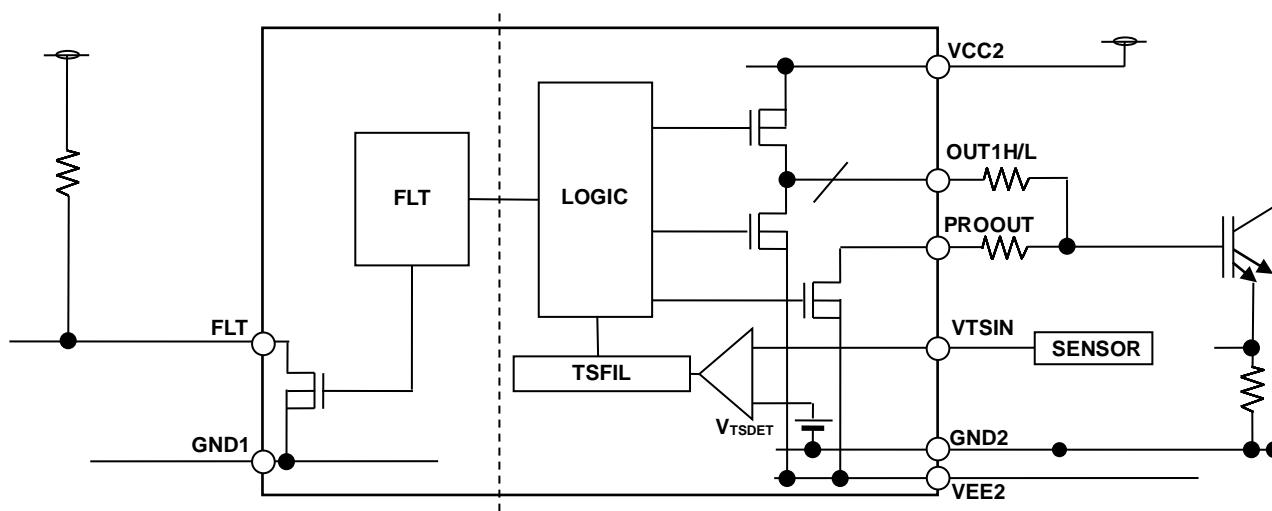 VCC2
OUT1H/L
FLT
LOGIC
PROOUT
FLT
VTSIN
SENSOR
TSFIL
VTSDET
GND1
GND2
VEE2